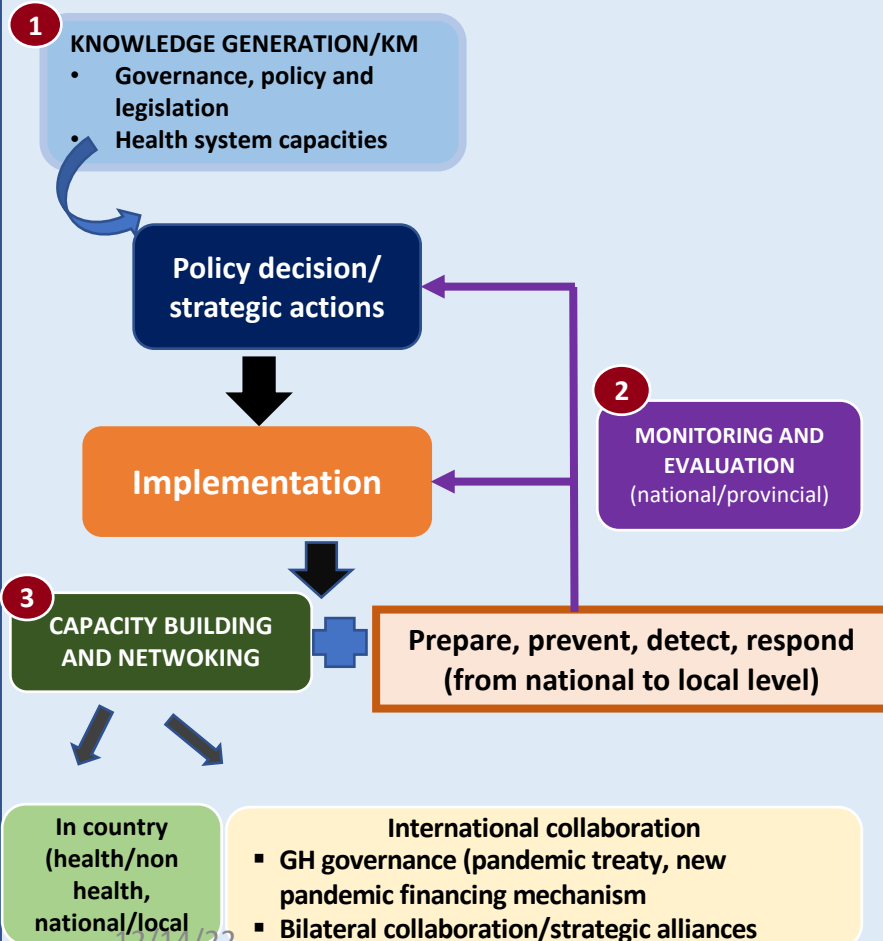 1
KNOWLEDGE GENERATION/KM
• Governance, policy and
legislation
• Health system capacities
Policy decision/
strategic actions
2
MONITORING AND
EVALUATION
(national/provincial)
Implementation
3
CAPACITY BUILDING
AND NETWOKING
Prepare, prevent, detect, respond
(from national to local level)
In country
(health/non
health,
national/local
12/14/22
International collaboration
▪ GH governance (pandemic treaty, new
pandemic financing mechanism
▪ Bilateral collaboration/strategic alliances